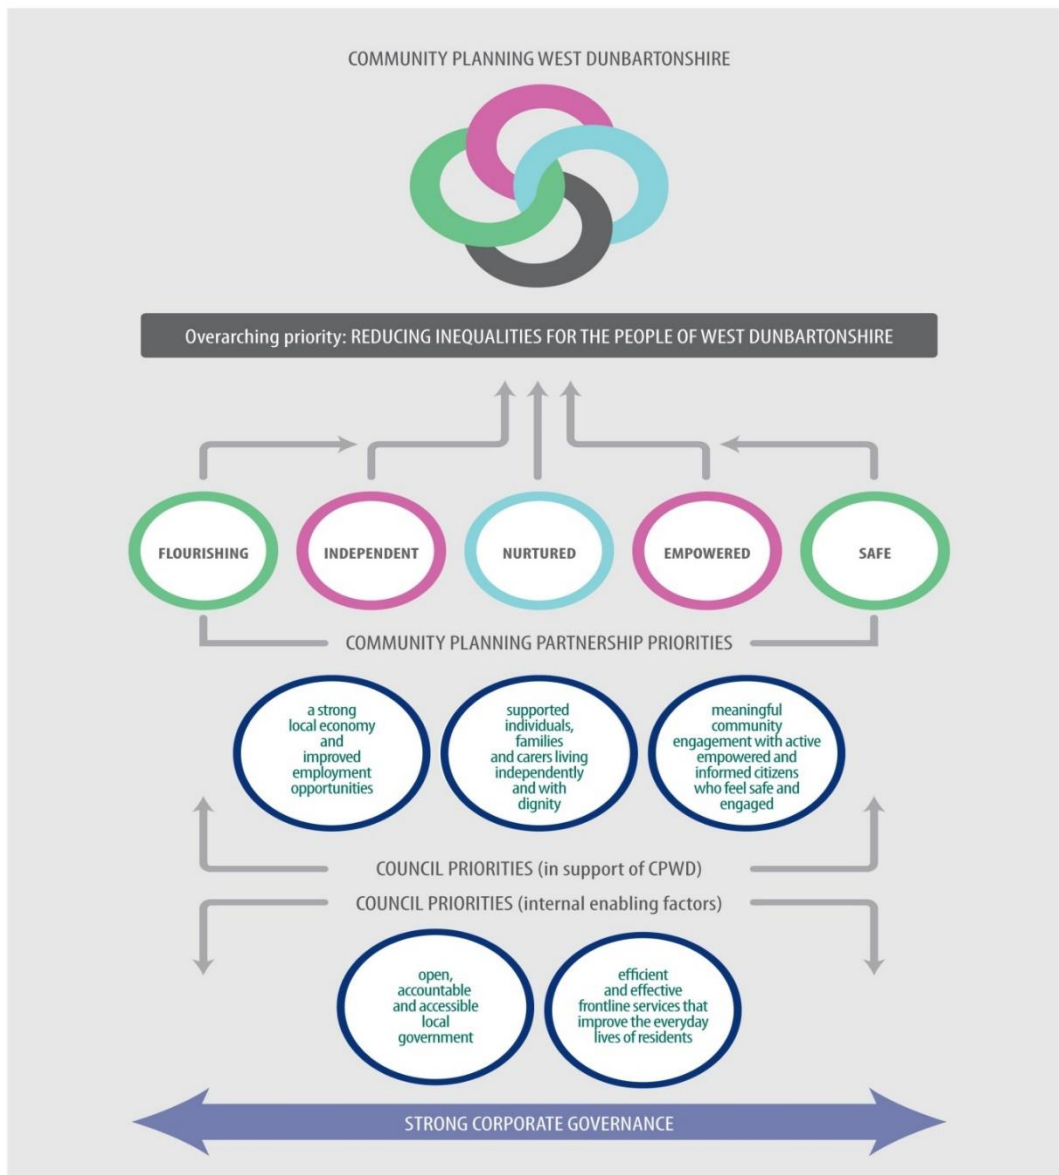 COMMUNITY PLANNING WEST DUNBARTONSHIRE
Overarching priority: REDUCING INEQUALITIES FOR THE PEOPLE OF WEST DUNBARTONSHIRE
FLOURISHING
INDEPENDENT
NURTURED
EMPOWERED
SAFE
COMMUNITY PLANNING PARTNERSHIP PRIORITIES
a strong
local economy
and
improved
employment
opportunities
supported
individuals,
families
and carers living
independently
and with
dignity
meaningful
community
engagement with active
empowered and
informed citizens
who feel safe and
engaged
COUNCIL PRIORITIES (in support of CPWD)
COUNCIL PRIORITIES (internal enabling factors)
open,
accountable
and accessible
local
government
efficient
and effective
frontline services that
improve the everyday
lives of residents
STRONG CORPORATE GOVERNANCE